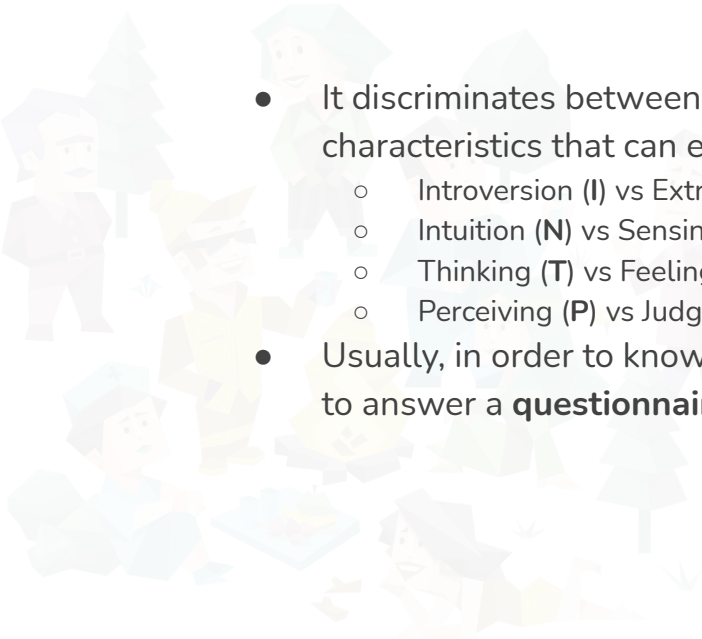 ● It discriminates between
characteristics that can e
○ Introversion (I) vs Extr
○ Intuition (N) vs Sensin
○ Thinking (T) vs Feeling
○ Perceiving (P) vs Judg
● Usually, in order to know
to answer a questionnair